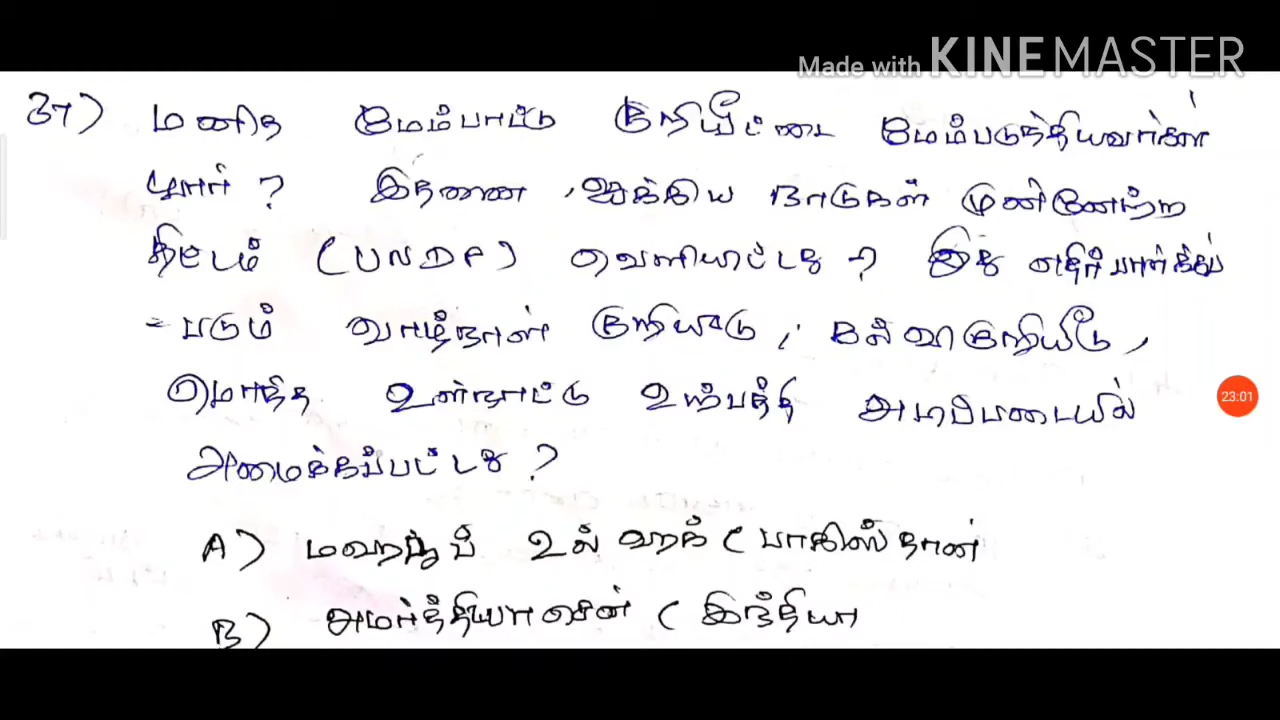 Made with KINEMASTER
37) மனித மேம்பாட்டு குறியீட்டை மேம்படுத்தியவர்கள்
யார் ? இதனை ஐக்கிய நாடுகள் முன்னேற்ற
திட்டம் (UNDP) வெளியிட்டது ? இது எதிர்பார்க்கப்
-படும் வாழ்நாள் குறியீடு , கல்வி குறியீடு ,
மொத்த உள்நாட்டு உற்பத்தி அடிப்படையில்
23:01
அமைக்கப்பட்டது ?
A) மஹபூப் உல் ஹக் ( பாகிஸ்தான்
B) அமர்த்தியாசென் ( இந்தியா